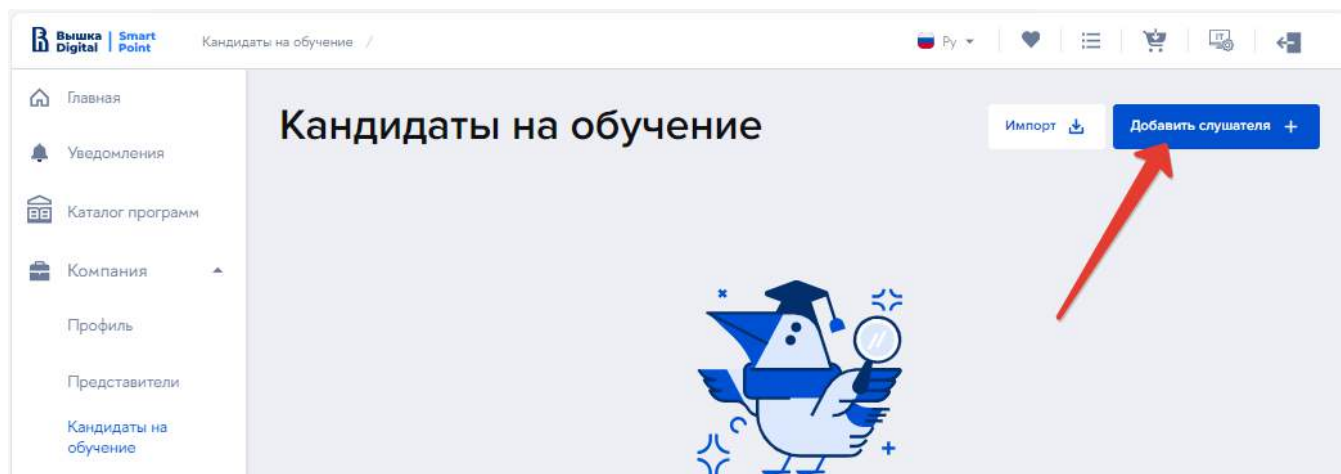 Вышка Digital | Smart Point
Кандидаты на обучение /
Ру
IT
Главная
Уведомления
Каталог программ
Компания
Профиль
Представители
Кандидаты на
обучение
Кандидаты на обучение
Импорт
Добавить слушателя +